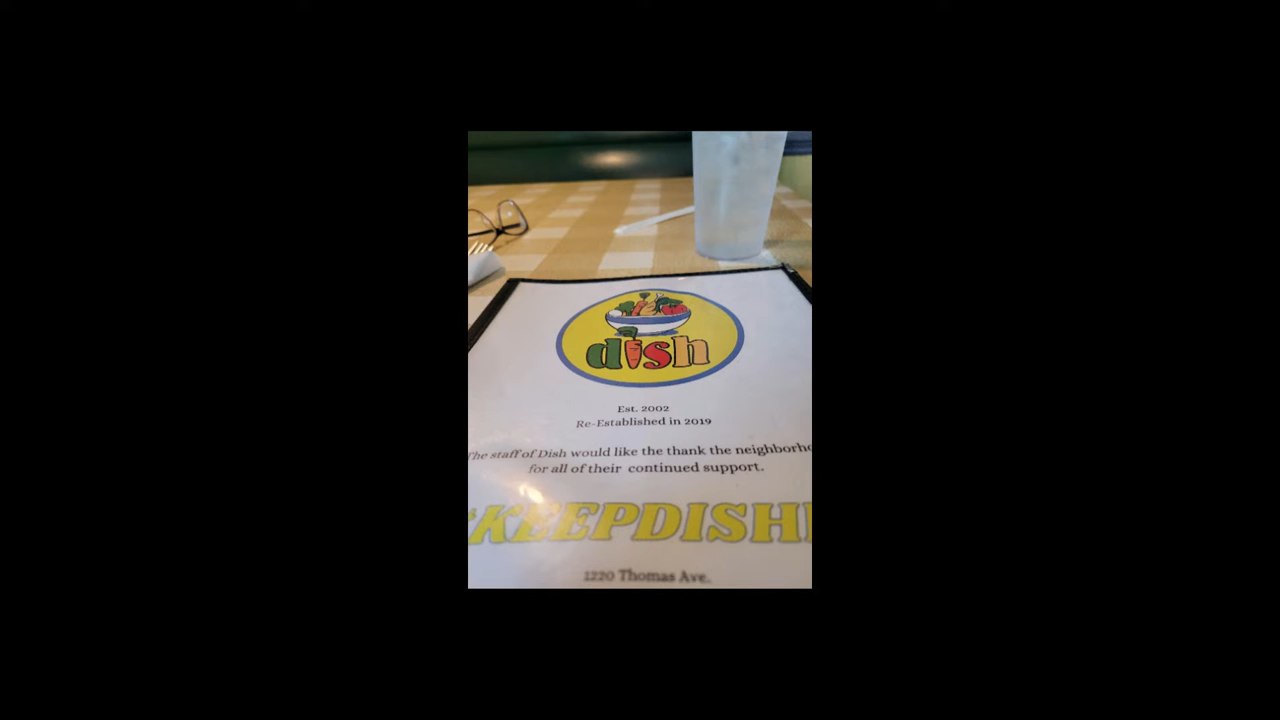 dish
Est. 2002
Re-Established in 2019
The staff of Dish would like the thank the
for all of their continued support.
KEEPDISH
1220 Thomas Ave.